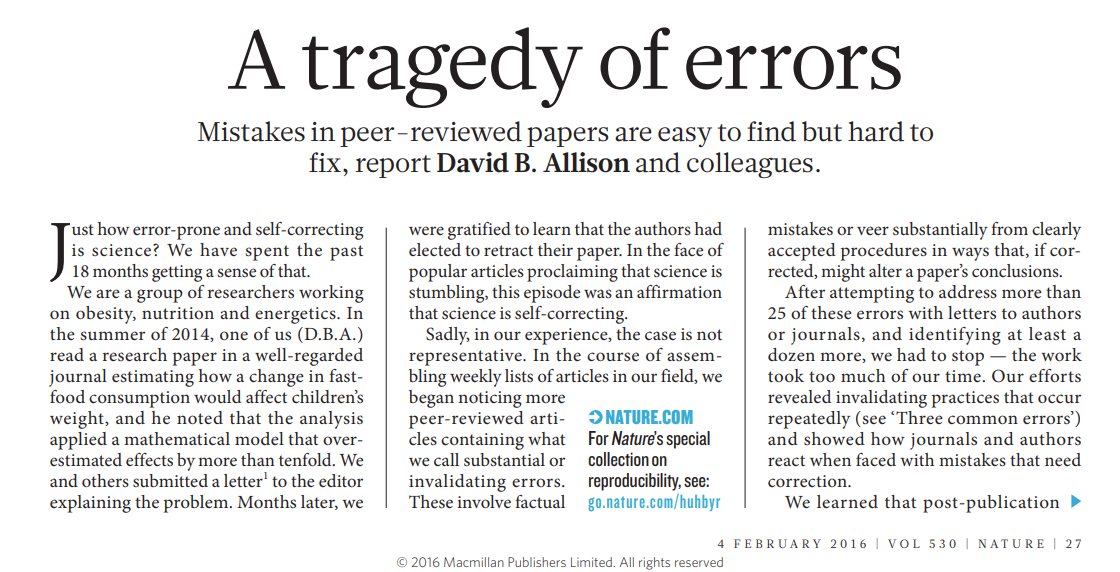 A tragedy of errors
Mistakes in peer-reviewed papers are easy to find but hard to
fix, report David B. Allison and colleagues.
Just how error-prone and self-correcting
is science? We have spent the past
18 months getting a sense of that.
We are a group of researchers working
on obesity, nutrition and energetics. In
the summer of 2014, one of us (D.B.A.)
read a research paper in a well-regarded
journal estimating how a change in fast-
food consumption would affect children's
weight, and he noted that the analysis
applied a mathematical model that over-
estimated effects by more than tenfold. We
and others submitted a letter¹ to the editor
explaining the problem. Months later, we
were gratified to learn that the authors had
elected to retract their paper. In the face of
popular articles proclaiming that science is
stumbling, this episode was an affirmation
that science is self-correcting.
Sadly, in our experience, the case is not
representative. In the course of assem-
bling weekly lists of articles in our field, we
began noticing more
peer-reviewed arti-
cles containing what
we call substantial or
invalidating errors.
These involve factual
NATURE.COM
For Nature's special
collection on
reproducibility, see:
go.nature.com/huhbyr
mistakes or veer substantially from clearly
accepted procedures in ways that, if cor-
rected, might alter a paper's conclusions.
After attempting to address more than
25 of these errors with letters to authors
or journals, and identifying at least a
dozen more, we had to stop — the work
took too much of our time. Our efforts
revealed invalidating practices that occur
repeatedly (see 'Three common errors')
and showed how journals and authors
react when faced with mistakes that need
correction.
We learned that post-publication
4 FEBRUARY 2016 | VOL 530 | NATURE | 27
© 2016 Macmillan Publishers Limited. All rights reserved